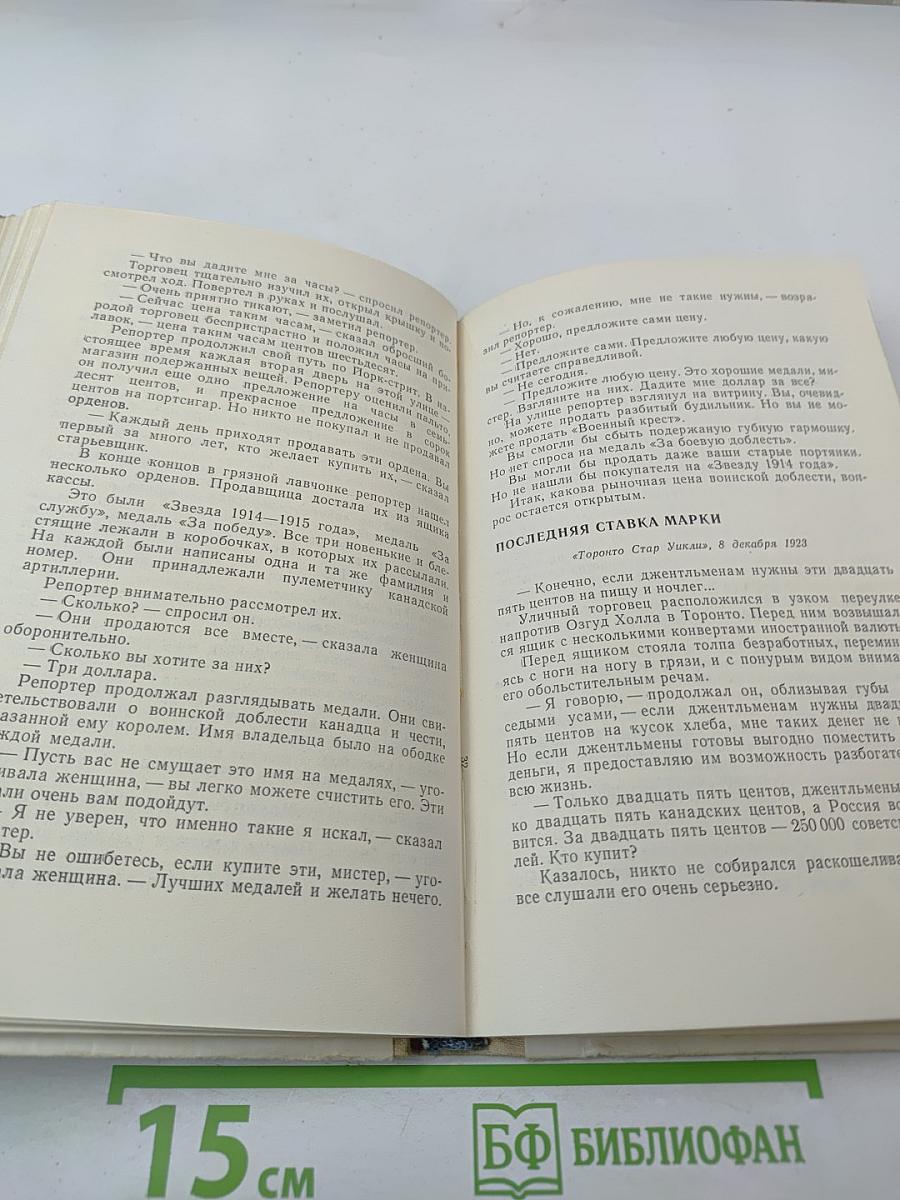 — Что вы дадите мне за часы? — спросил репортер.
Торговец тщательно изучил их, открыл крышку и по-
смотрел ход. Повертел в руках и послушал.
— Очень приятно тикают, — заметил репортер.
— Сейчас цена таким часам, — сказал обросший бо-
родой торговец беспристрастно и положил часы на при-
лавок, — цена таким часам центов шестьдесят.
Репортер продолжил свой путь по Йорк-стрит. В на-
стоящее время каждая вторая дверь на этой улице —
магазин подержанных вещей. Репортеру оценили пальто,
он получил еще одно предложение на часы в семь-
десят центов, и прекрасное предложение в сорок
центов на портсигар. Но никто не покупал и не продавал
орденов.
— Каждый день приходят продавать эти ордена. Вы
первый за много лет, кто желает купить их, — сказал
старьевщик.
В конце концов в грязной лавчонке репортер нашел
несколько орденов. Продавщица достала их из ящика
кассы.
Это были «Звезда 1914—1915 года», медаль «За
службу», медаль «За победу». Все три новенькие и бле-
стящие лежали в коробочках, в которых их рассылали.
На каждой были написаны одна и та же фамилия и
номер. Они принадлежали пулеметчику канадской
артиллерии.
Репортер внимательно рассмотрел их.
— Сколько? — спросил он.
— Они продаются все вместе, — сказала женщина
оборонительно.
— Сколько вы хотите за них?
— Три доллара.
Репортер продолжал разглядывать медали. Они сви-
етельствовали о воинской доблести канадца и чести,
азанной ему королем. Имя владельца было на ободке
ждой медали.
— Пусть вас не смущает это имя на медалях, — уго-
ивала женщина, — вы легко можете счистить его. Эти
али очень вам подойдут.
— Я не уверен, что именно такие я искал, — сказал
тер.
Вы не ошибетесь, если купите эти, мистер, — уго-
ала женщина. — Лучших медалей и желать нечего.
— Но, к сожалению, мне не такие нужны, — возра-
зил репортер.
— Хорошо, предложите сами цену.
— Нет.
— Предложите сами. Предложите любую цену, какую
вы считаете справедливой.
— Не сегодня.
— Предложите любую цену. Это хорошие медали, ми-
стер. Взгляните на них. Дадите мне доллар за все?
На улице репортер взглянул на витрину. Вы, очевид-
но, можете продать разбитый будильник. Но вы не мо-
жете продать «Военный крест».
Вы смогли бы сбыть подержаную губную гармошку.
Но нет спроса на медаль «За боевую доблесть».
Вы могли бы продать даже ваши старые портянки.
Но не нашли бы покупателя на «Звезду 1914 года».
Итак, какова рыночная цена воинской доблести, воп-
рос остается открытым.
ПОСЛЕДНЯЯ СТАВКА МАРКИ
«Торонто Стар Уикли», 8 декабря 1923
— Конечно, если джентльменам нужны эти двадцать
пять центов на пищу и ночлег...
Уличный торговец расположился в узком переулке
напротив Озгуд Холла в Торонто. Перед ним возвышал
ся ящик с несколькими конвертами иностранной валюты
Перед ящиком стояла толпа безработных, перемин
ясь с ноги на ногу в грязи, и с понурым видом внима
его обольстительным речам.
— Я говорю, — продолжал он, облизывая губы
седыми усами, — если джентльменам нужны двадц
пять центов на кусок хлеба, мне таких денег не н
Но если джентльмены готовы выгодно поместить
деньги, я предоставляю им возможность разбогате
всю жизнь.
— Только двадцать пять центов, джентльмены
ко двадцать пять канадских центов, а Россия во
вится. За двадцать пять центов — 250 000 советс
лей. Кто купит?
Казалось, никто не собирался раскошелива
все слушали его очень серьезно.
15 см
БФ БИБЛИОФАН